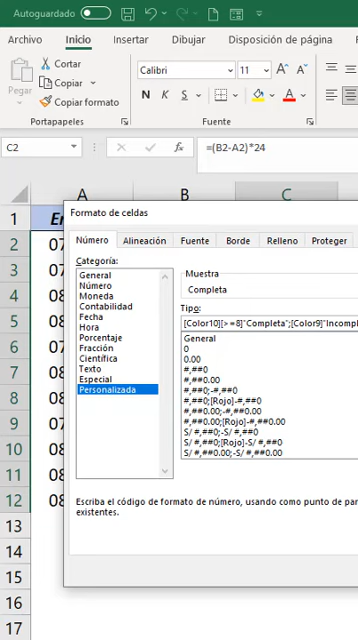 Autoguardado
Archivo Inicio Insertar Dibujar Disposición de página Fórmulas
Pegar
Cortar
Copiar
Copiar formato
Portapapeles
Calibri 11
N K S
Fuente
C2 fx =(B2-A2)*24
A B C
1
2 07
3 07
4 08
5 08
6 07
7 08
8 08
9 07
10 08
11 08
12 08
13
14
15
16
17
Formato de celdas
Número Alineación Fuente Borde Relleno Proteger
Categoría:
General
Número
Moneda
Contabilidad
Fecha
Hora
Porcentaje
Fracción
Científica
Texto
Especial
Personalizada
Muestra
Completa
Tipo:
[Color10][>=8]"Completa";[Color9]"Incomp
General
0
0.00
#,##0
#,##0.00
#,##0;-#,##0
#,##0;[Rojo]-#,##0
#,##0.00;-#,##0.00
#,##0.00;[Rojo]-#,##0.00
S/ #,##0;-S/ #,##0
S/ #,##0;[Rojo]-S/ #,##0
S/ #,##0.00;-S/ #,##0.00
Escriba el código de formato de número, usando como punto de par
existentes.